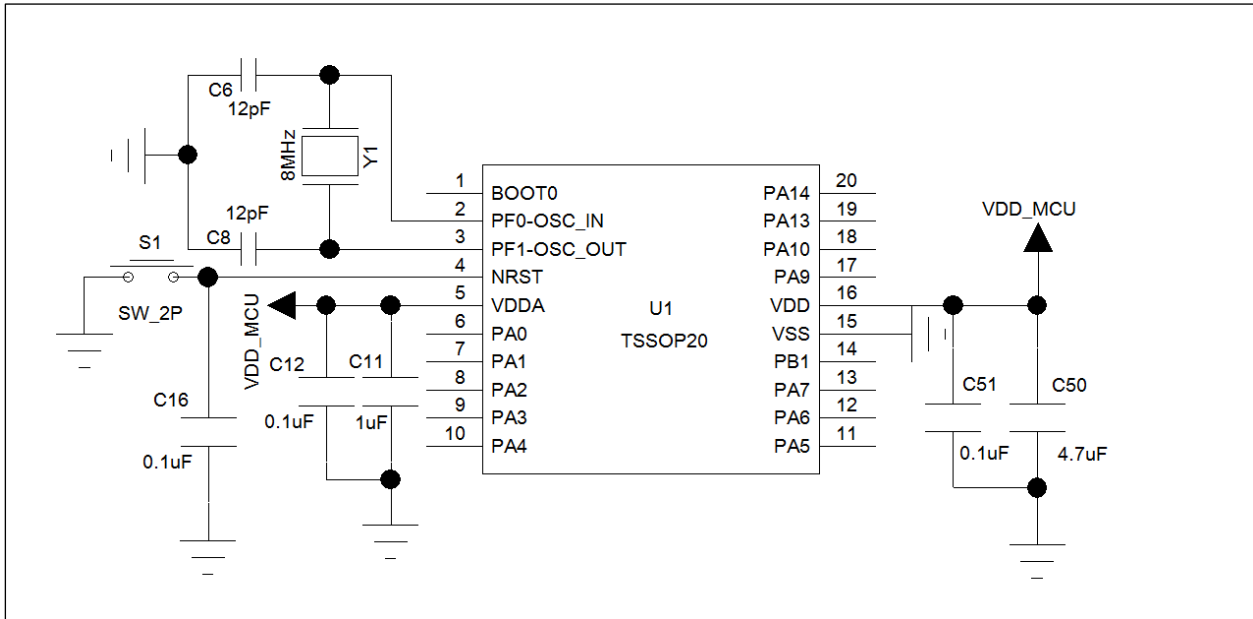 C6
12pF
8MHz
Y1
12pF
C8
S1
SW_2P
VDD_MCU
C16
0.1uF
C12
0.1uF
C11
1uF
1 BOOT0
2 PF0-OSC_IN
3 PF1-OSC_OUT
4 NRST
5 VDDA
6 PA0
7 PA1
8 PA2
9 PA3
10 PA4
U1
TSSOP20
PA14 20
PA13 19
PA10 18
PA9 17
VDD 16
VSS 15
PB1 14
PA7 13
PA6 12
PA5 11
VDD_MCU
C51
0.1uF
C50
4.7uF